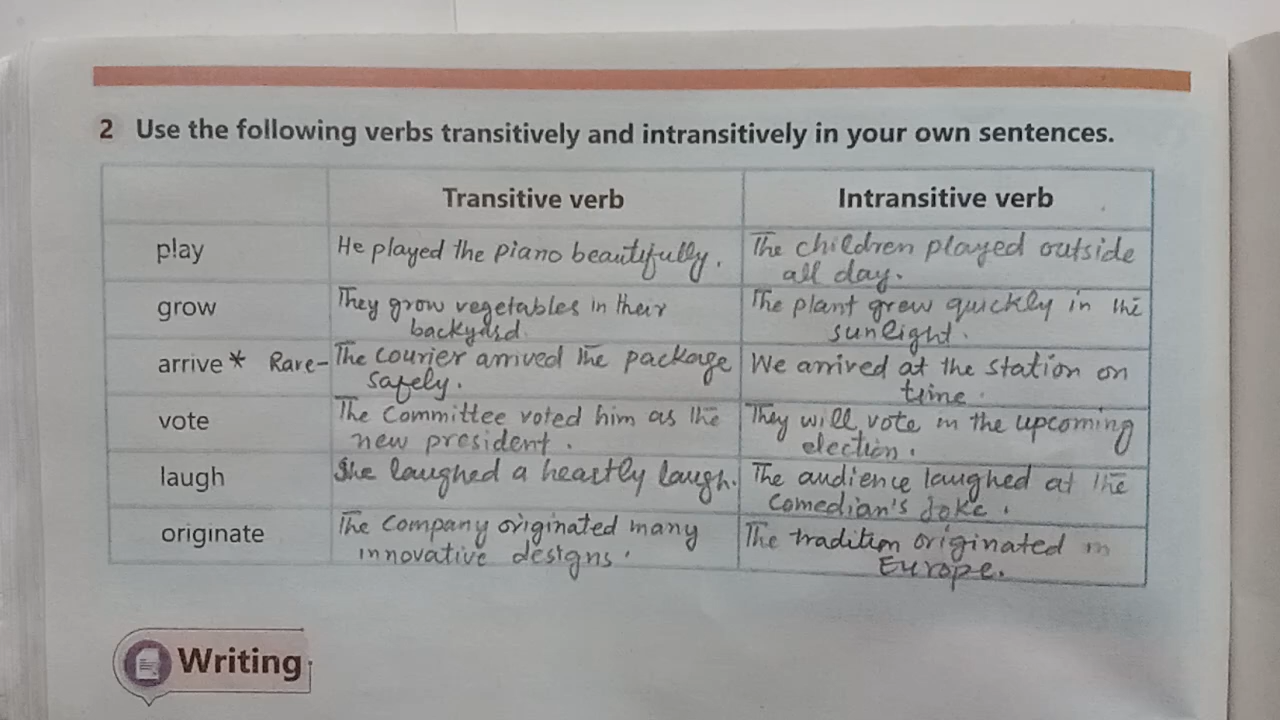 2 Use the following verbs transitively and intransitively in your own sentences.
Transitive verb Intransitive verb
play He played the piano beautifully. The children played outside
all day.
grow They grow vegetables in their
backyard. The plant grew quickly in the
sunlight.
arrive * Rare- The courier arrived the package
safely. We arrived at the station on
time.
vote The Committee voted him as the
new president. They will vote in the upcoming
election.
laugh She laughed a heartly laugh. The audience laughed at the
Comedian's joke.
originate The Company originated many
innovative designs. The tradition originated in
Europe.
Writing